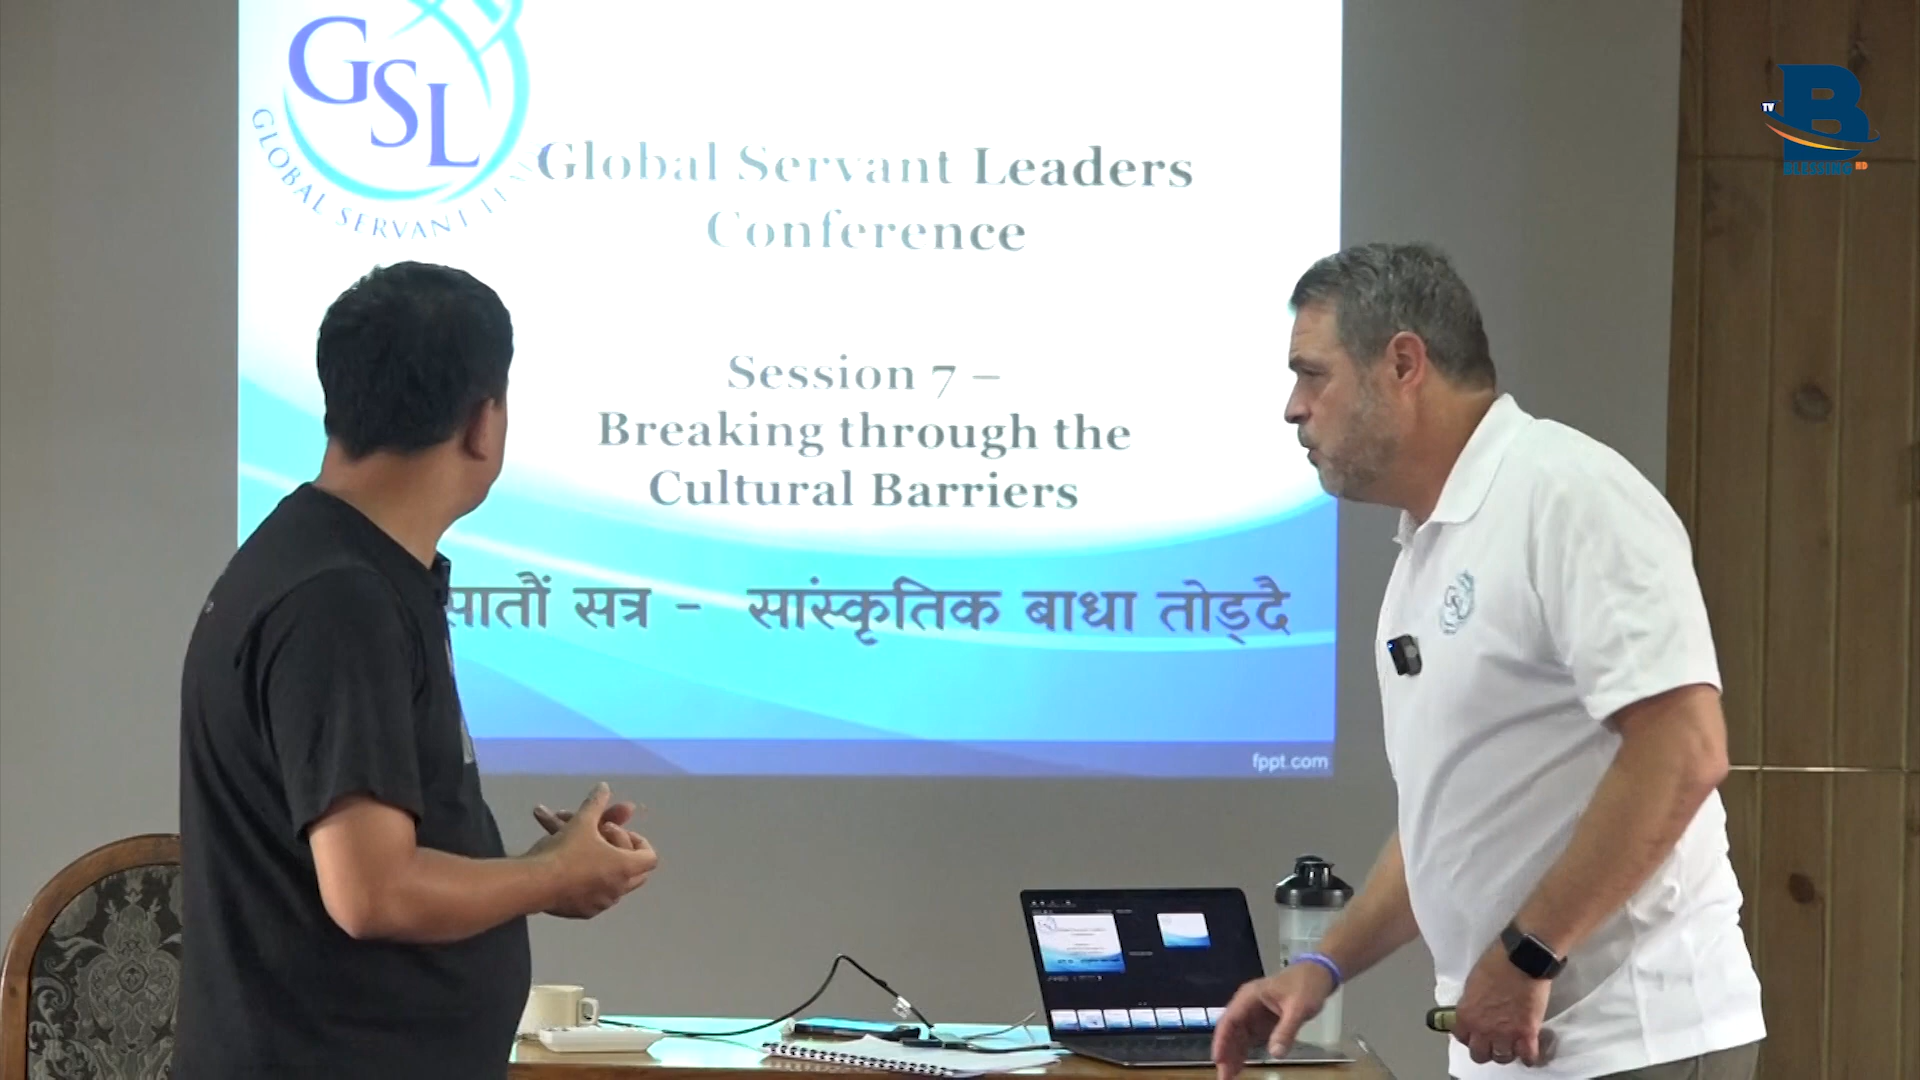 GSL
GLOBAL SERVANT
Global Servant Leaders
Conference
Session 7 –
Breaking through the
Cultural Barriers
सातौं सत्र - सांस्कृतिक बाधा तोड्दै
fppt.com
TV
B
BLESSING HD
GSL